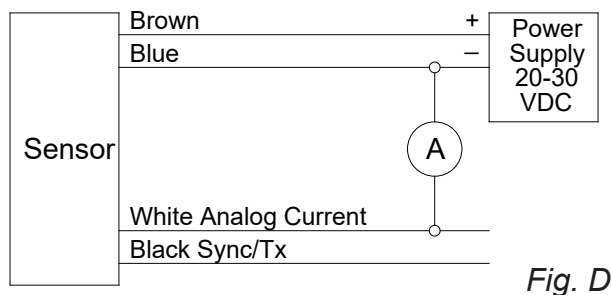 Brown
+
Power
Blue
–
Supply
20-30
VDC
Sensor
A
White Analog Current
Black Sync/Tx
Fig. D